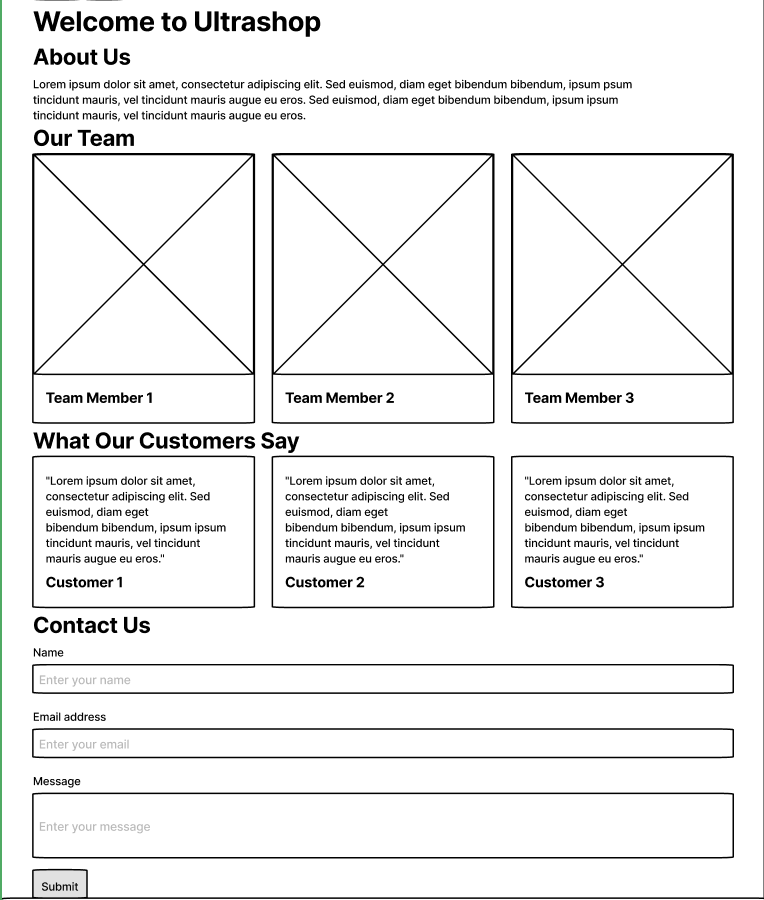 Welcome to Ultrashop
About Us
Lorem ipsum dolor sit amet, consectetur adipiscing elit. Sed euismod, diam eget bibendum bibendum, ipsum psum
tincidunt mauris, vel tincidunt mauris augue eu eros. Sed euismod, diam eget bibendum bibendum, ipsum ipsum
tincidunt mauris, vel tincidunt mauris augue eu eros.
Our Team
Team Member 1
Team Member 2
Team Member 3
What Our Customers Say
"Lorem ipsum dolor sit amet,
consectetur adipiscing elit. Sed
euismod, diam eget
bibendum bibendum, ipsum ipsum
tincidunt mauris, vel tincidunt
mauris augue eu eros."
Customer 1
"Lorem ipsum dolor sit amet,
consectetur adipiscing elit. Sed
euismod, diam eget
bibendum bibendum, ipsum ipsum
tincidunt mauris, vel tincidunt
mauris augue eu eros."
Customer 2
"Lorem ipsum dolor sit amet,
consectetur adipiscing elit. Sed
euismod, diam eget
bibendum bibendum, ipsum ipsum
tincidunt mauris, vel tincidunt
mauris augue eu eros."
Customer 3
Contact Us
Name
Enter your name
Email address
Enter your email
Message
Enter your message
Submit